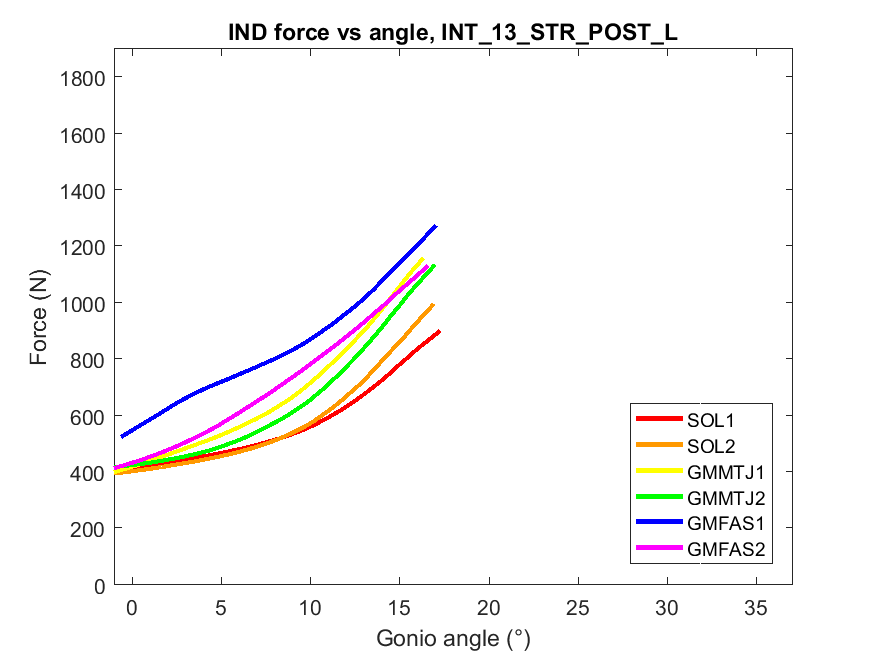 IND force vs angle, INT_13_STR_POST_L
Force (N)
1800
1600
1400
1200
1000
800
600
400
200
0
0 5 10 15 20 25 30 35
Gonio angle (°)
SOL1
SOL2
GMMTJ1
GMMTJ2
GMFAS1
GMFAS2